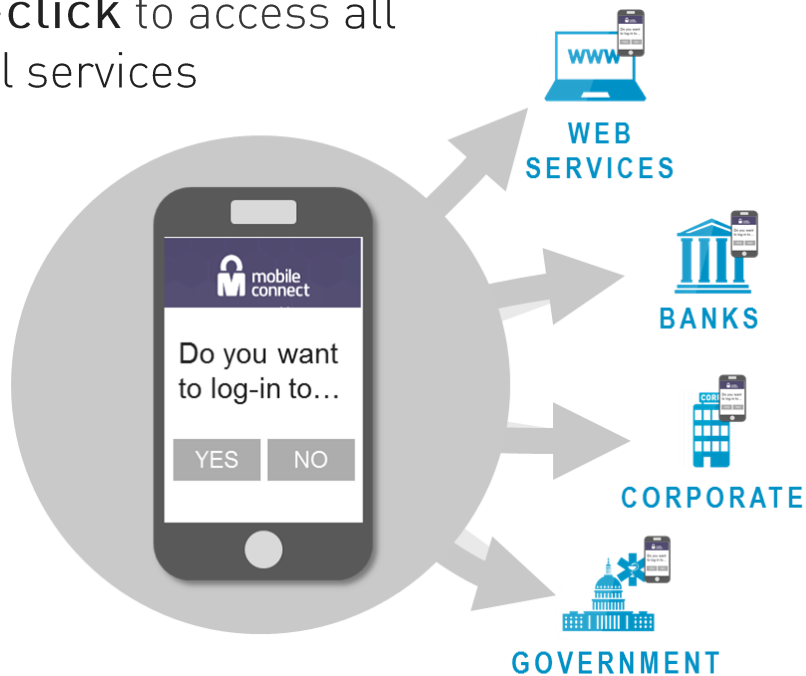 click to access all
l services
mobile
connect
Do you want
to log-in to...
YES NO
WWW
WEB
SERVICES
BANKS
CORPORATE
GOVERNMENT